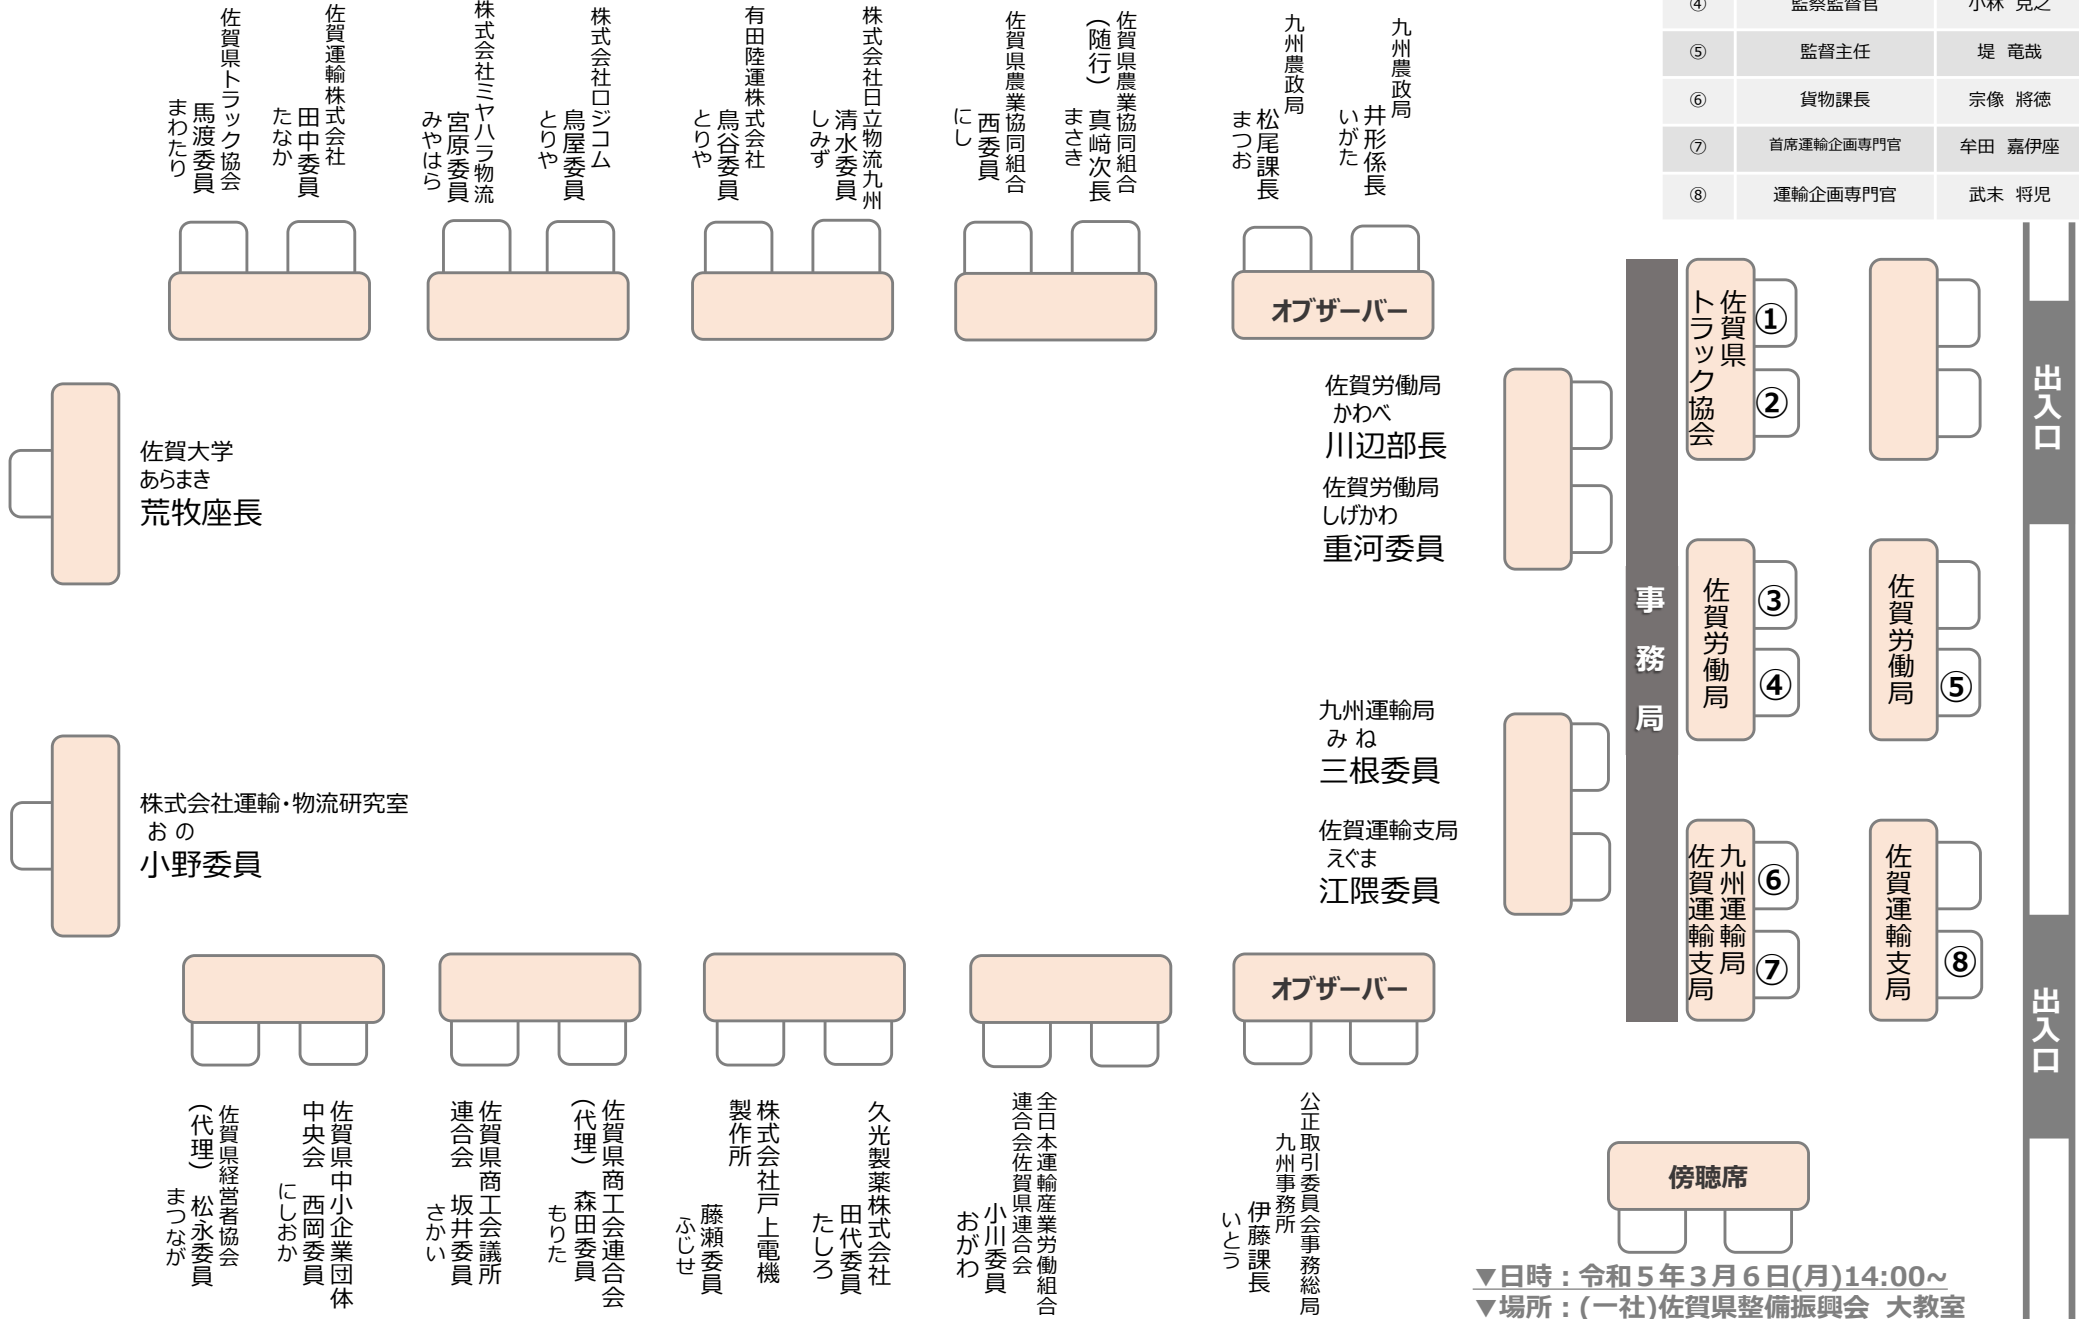 佐賀県トラック協会
馬渡委員
まわたり
佐賀運輸株式会社
田中委員
たなか
株式会社ミヤハラ物流
宮原委員
みやはら
株式会社ロジコム
鳥屋委員
とりや
有田陸運株式会社
鳥谷委員
とりや
株式会社日立物流九州
清水委員
しみず
佐賀県農業協同組合
西委員
にし
佐賀県農業協同組合
(随行) 真﨑次長
まさき
九州農政局
松尾課長
まつお
九州農政局
井形係長
いがた
④ 監察監督官 小林 克之
⑤ 監督主任 堤 竜哉
⑥ 貨物課長 宗像 將徳
⑦ 首席運輸企画専門官 牟田 嘉伊座
⑧ 運輸企画専門官 武末 将児
オブザーバー
佐賀大学
あらまき
荒牧座長
株式会社運輸・物流研究室
おの
小野委員
佐賀労働局
かわべ
川辺部長
佐賀労働局
しげかわ
重河委員
九州運輸局
みね
三根委員
佐賀運輸支局
えぐま
江隈委員
事務局
佐賀県
トラック協会
①
②
佐賀労働局
③
④
佐賀労働局
⑤
九州運輸局
佐賀運輸支局
⑥
⑦
佐賀運輸支局
⑧
出入口
出入口
オブザーバー
佐賀県経営者協会
(代理) 松永委員
まつなが
佐賀県中小企業団体
中央会 西岡委員
にしおか
佐賀県商工会議所
連合会 坂井委員
さかい
佐賀県商工会連合会
(代理) 森田委員
もりた
株式会社戸上電機
製作所
藤瀬委員
ふじせ
久光製薬株式会社
田代委員
たしろ
全日本運輸産業労働組合
連合会佐賀県連合会
小川委員
おがわ
公正取引委員会事務総局
九州事務所
伊藤課長
いとう
傍聴席
▼日時：令和5年3月6日(月)14:00~
▼場所：(一社)佐賀県整備振興会 大教室